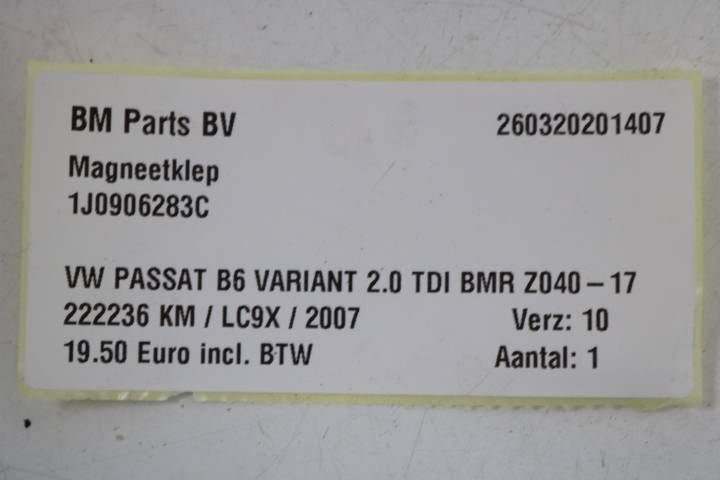 BM Parts BV 260320201407
Magneetklep
1J0906283C
VW PASSAT B6 VARIANT 2.0 TDI BMR Z040-17
222236 KM / LC9X / 2007 Verz: 10
19.50 Euro incl. BTW Aantal: 1